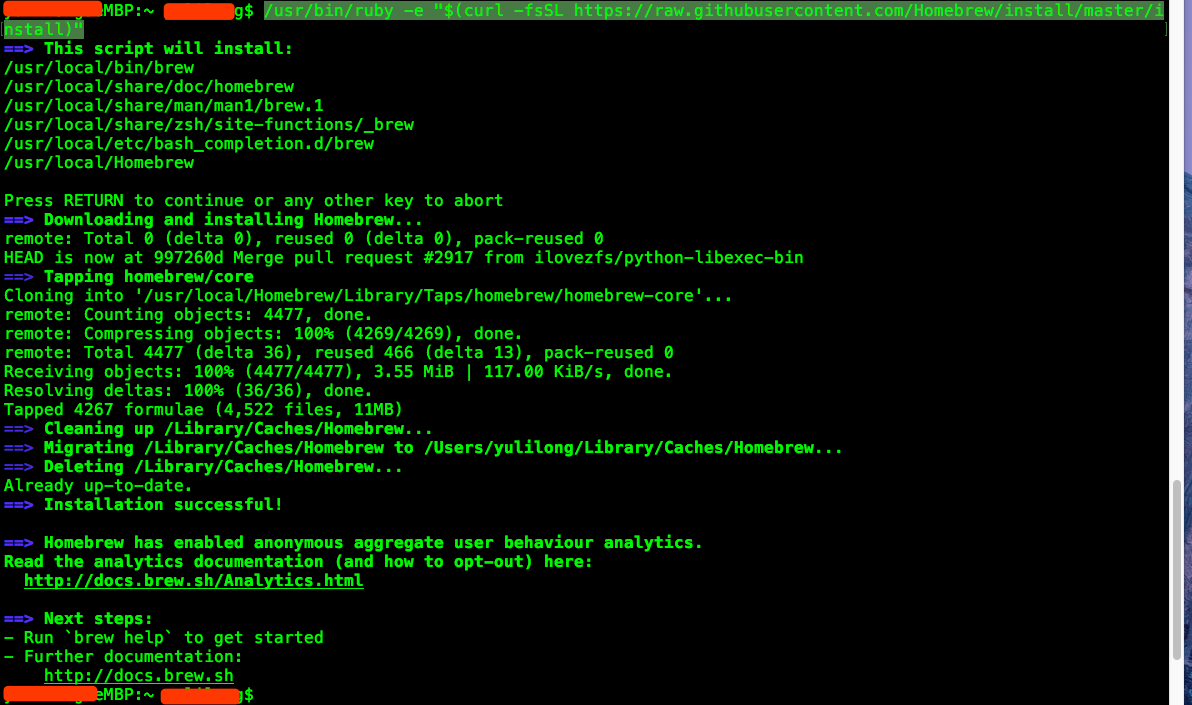 eMBP:~ g$ /usr/bin/ruby -e "$(curl -fsSL https://raw.githubusercontent.com/Homebrew/install/master/i
nstall)"
==> This script will install:
/usr/local/bin/brew
/usr/local/share/doc/homebrew
/usr/local/share/man/man1/brew.1
/usr/local/share/zsh/site-functions/_brew
/usr/local/etc/bash_completion.d/brew
/usr/local/Homebrew
Press RETURN to continue or any other key to abort
==> Downloading and installing Homebrew...
remote: Total 0 (delta 0), reused 0 (delta 0), pack-reused 0
HEAD is now at 997260d Merge pull request #2917 from ilovezfs/python-libexec-bin
==> Tapping homebrew/core
Cloning into '/usr/local/Homebrew/Library/Taps/homebrew/homebrew-core'...
remote: Counting objects: 4477, done.
remote: Compressing objects: 100% (4269/4269), done.
remote: Total 4477 (delta 36), reused 466 (delta 13), pack-reused 0
Receiving objects: 100% (4477/4477), 3.55 MiB | 117.00 KiB/s, done.
Resolving deltas: 100% (36/36), done.
Tapped 4267 formulae (4,522 files, 11MB)
==> Cleaning up /Library/Caches/Homebrew...
==> Migrating /Library/Caches/Homebrew to /Users/yulilong/Library/Caches/Homebrew...
==> Deleting /Library/Caches/Homebrew...
Already up-to-date.
==> Installation successful!
==> Homebrew has enabled anonymous aggregate user behaviour analytics.
Read the analytics documentation (and how to opt-out) here:
http://docs.brew.sh/Analytics.html
==> Next steps:
- Run `brew help` to get started
- Further documentation:
http://docs.brew.sh
eMBP:~ g$